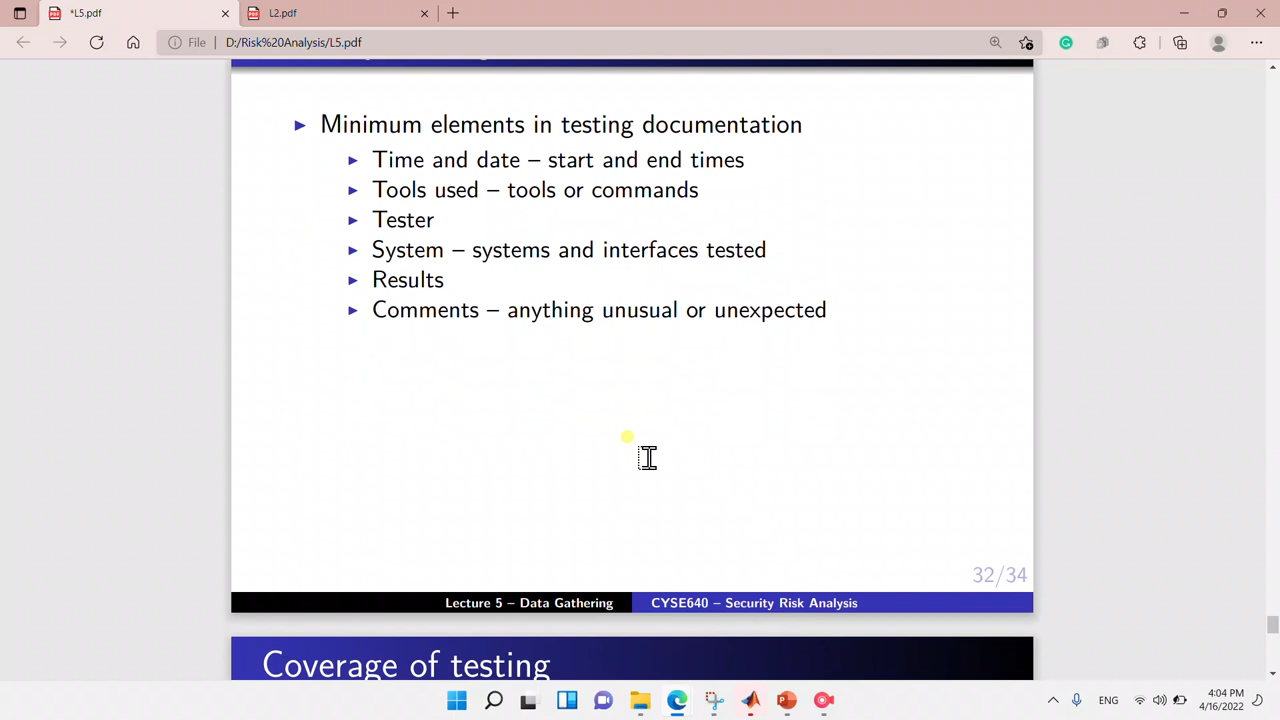 *L5.pdf
L2.pdf
File
D:/Risk%20Analysis/L5.pdf
Minimum elements in testing documentation
Time and date – start and end times
Tools used – tools or commands
Tester
System – systems and interfaces tested
Results
Comments – anything unusual or unexpected
32/34
Lecture 5 – Data Gathering
CYSE640 – Security Risk Analysis
Coverage of testing
ENG
4:04 PM
4/16/2022